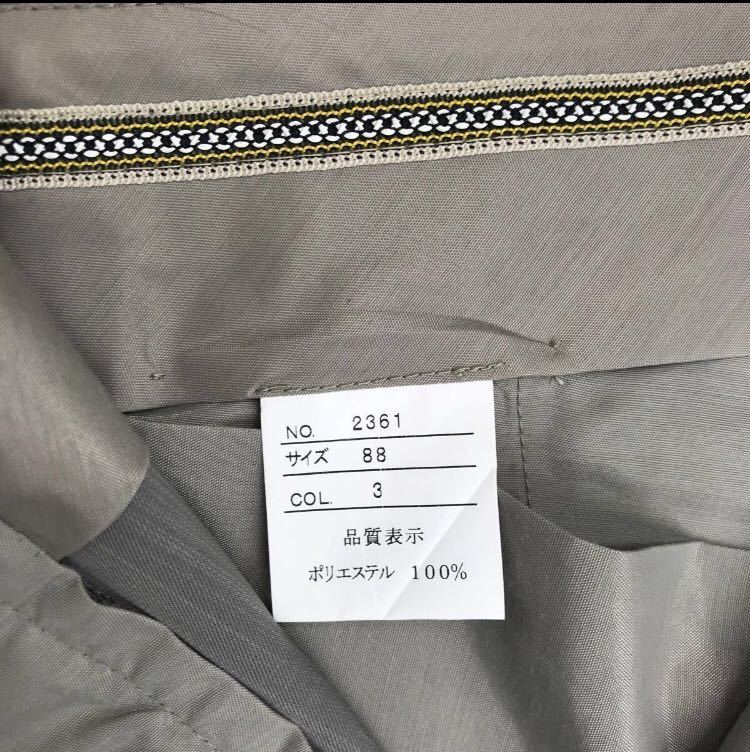 NO. 2361
サイズ 88
COL. 3
品質表示
ポリエステル 100%